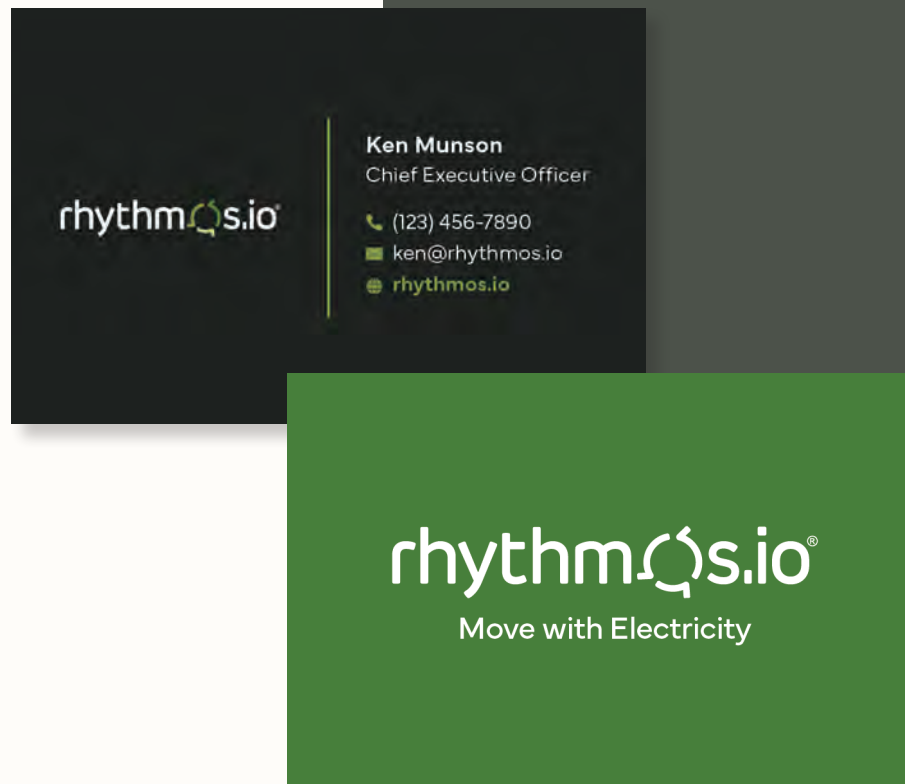 rhythmos.io
Ken Munson
Chief Executive Officer
(123) 456-7890
ken@rhythmos.io
rhythmos.io
rhythmos.io®
Move with Electricity